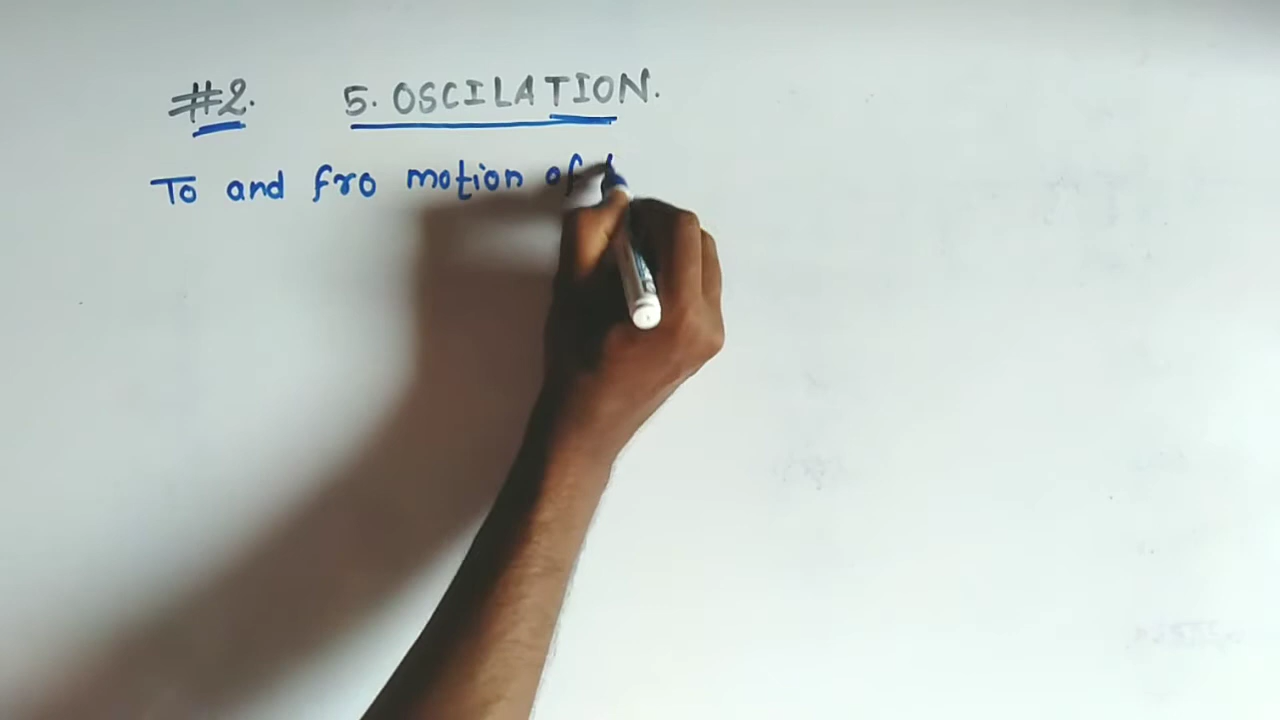 #2. 5. OSCILATION.
To and fro motion of